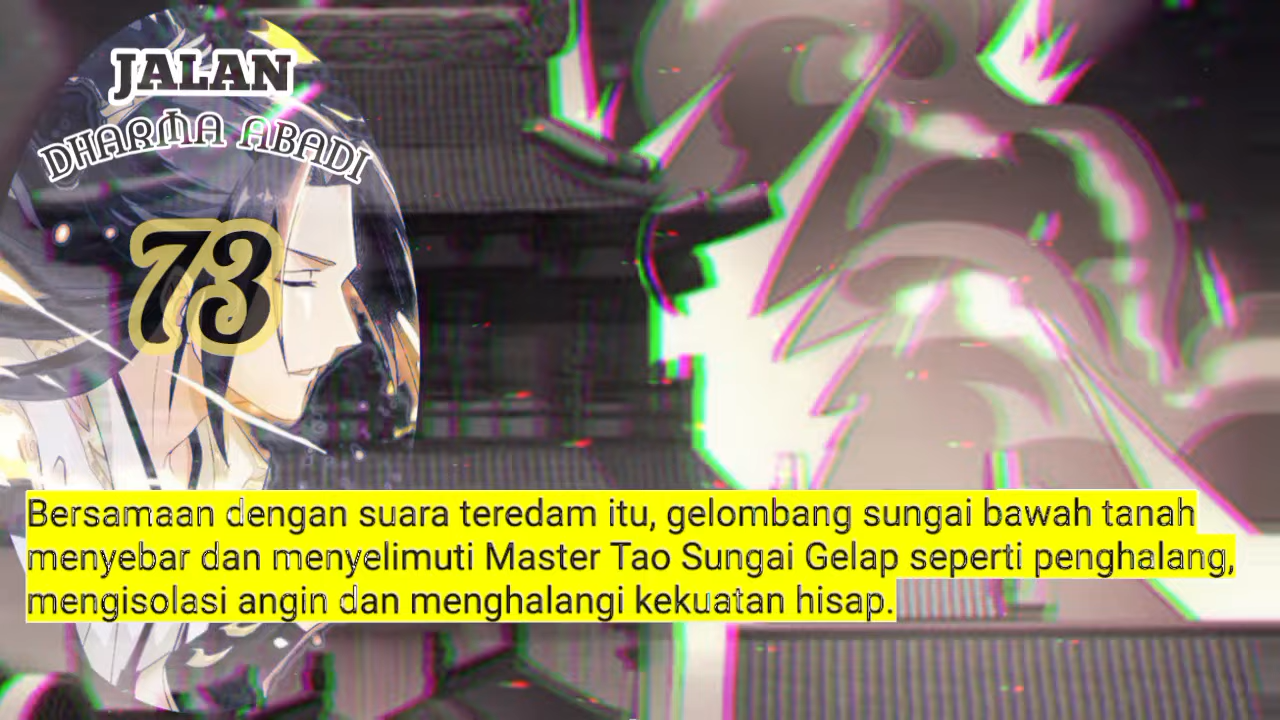 JALAN
DHARMA ABADI
73
Bersamaan dengan suara teredam itu, gelombang sungai bawah tanah
menyebar dan menyelimuti Master Tao Sungai Gelap seperti penghalang,
mengisolasi angin dan menghalangi kekuatan hisap.